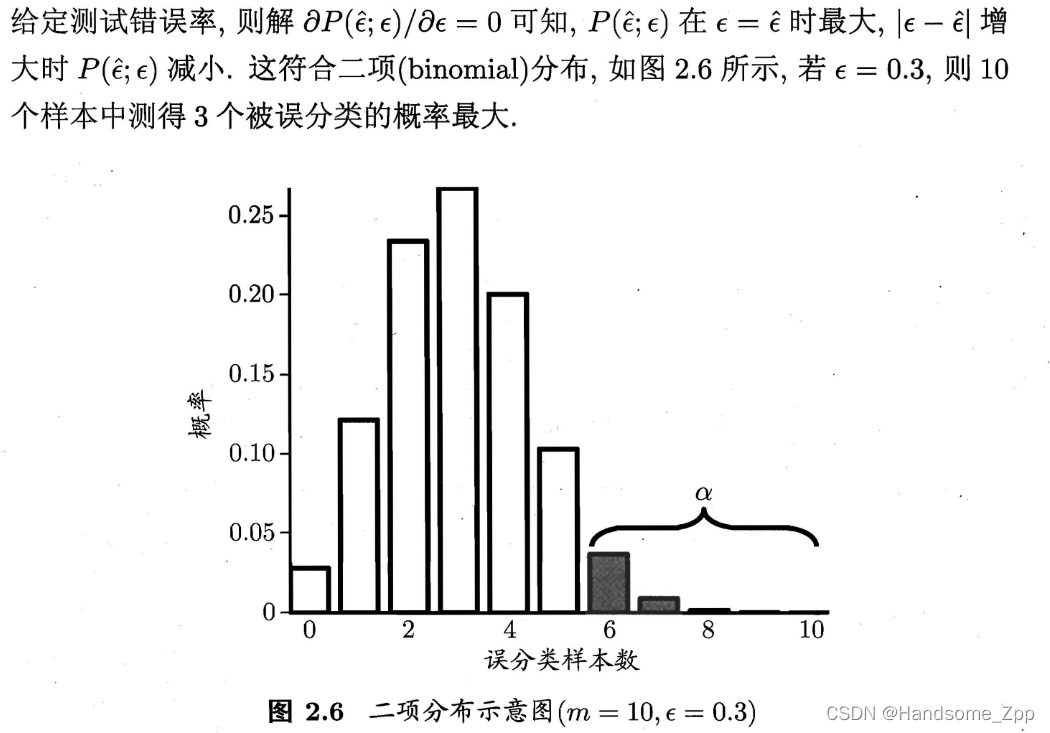 给定测试错误率, 则解 ∂P(ϵ̂; ϵ)/∂ϵ = 0 可知, P(ϵ̂; ϵ) 在 ϵ = ϵ̂ 时最大, |ϵ − ϵ̂| 增
大时 P(ϵ̂; ϵ) 减小. 这符合二项(binomial)分布, 如图 2.6 所示, 若 ϵ = 0.3, 则 10
个样本中测得 3 个被误分类的概率最大.
0.25
0.20
0.15
0.10
0.05
0
概率
α
0 2 4 6 8 10
误分类样本数
图 2.6 二项分布示意图(m = 10, ϵ = 0.3)
CSDN @Handsome_Zpp